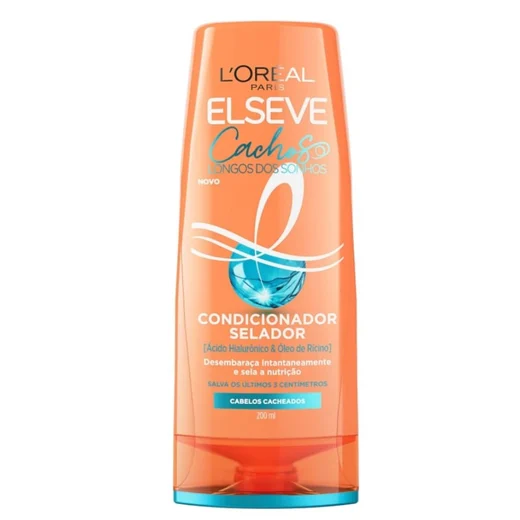 L'ORÉAL
PARIS
ELSEVE
Cachos
LONGOS DOS SONHOS
NOVO
CONDICIONADOR
SELADOR
[Ácido Hialurônico & Óleo de Rícino]
Desembaraça instantaneamente
e sela a nutrição
SALVA OS ÚLTIMOS 3 CENTÍMETROS
CABELOS CACHEADOS
200 ml